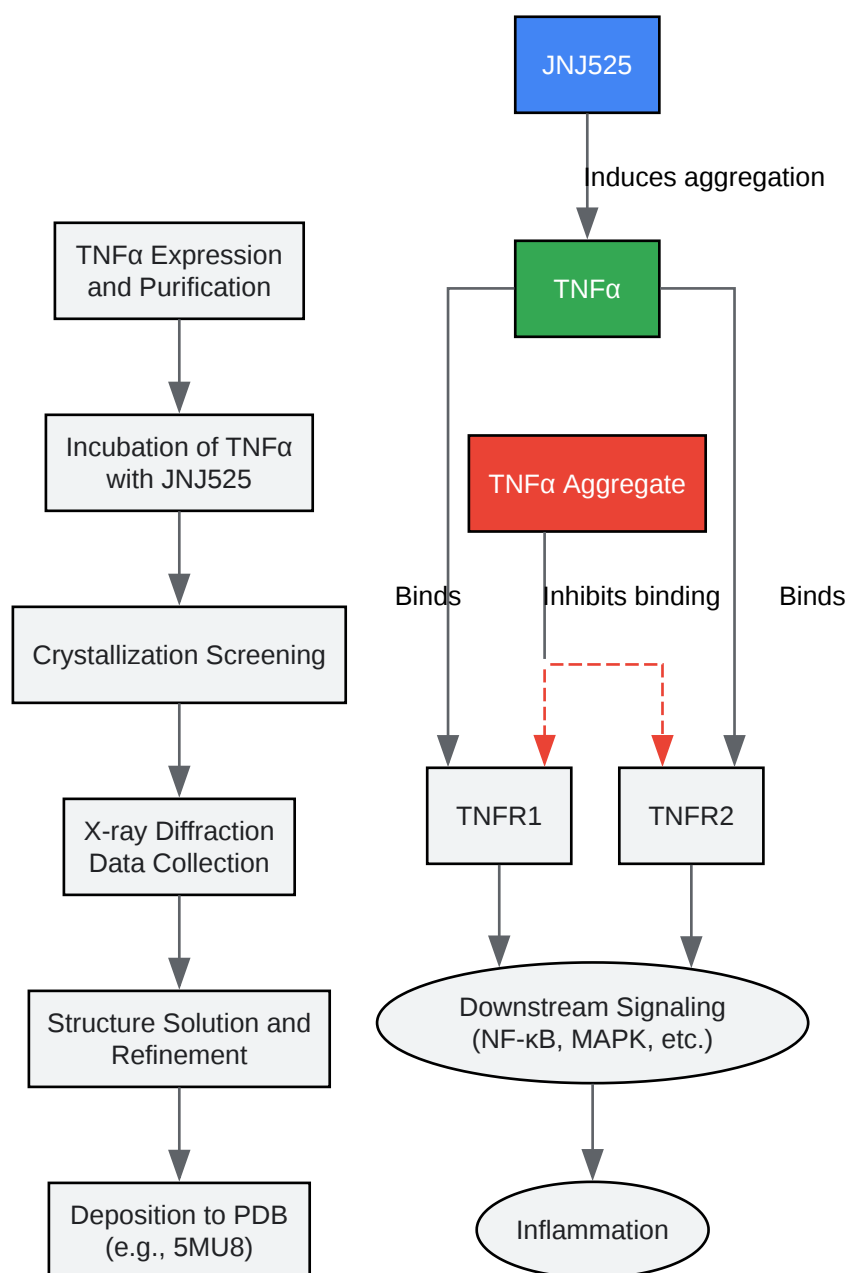 TNFα Expression
and Purification
Incubation of TNFα
with JNJ525
Crystallization Screening
X-ray Diffraction
Data Collection
Structure Solution and
Refinement
Deposition to PDB
(e.g., 5MU8)
JNJ525
Induces aggregation
TNFα
TNFα Aggregate
Binds
Inhibits binding
Binds
TNFR1
TNFR2
Downstream Signaling
(NF-κB, MAPK, etc.)
Inflammation